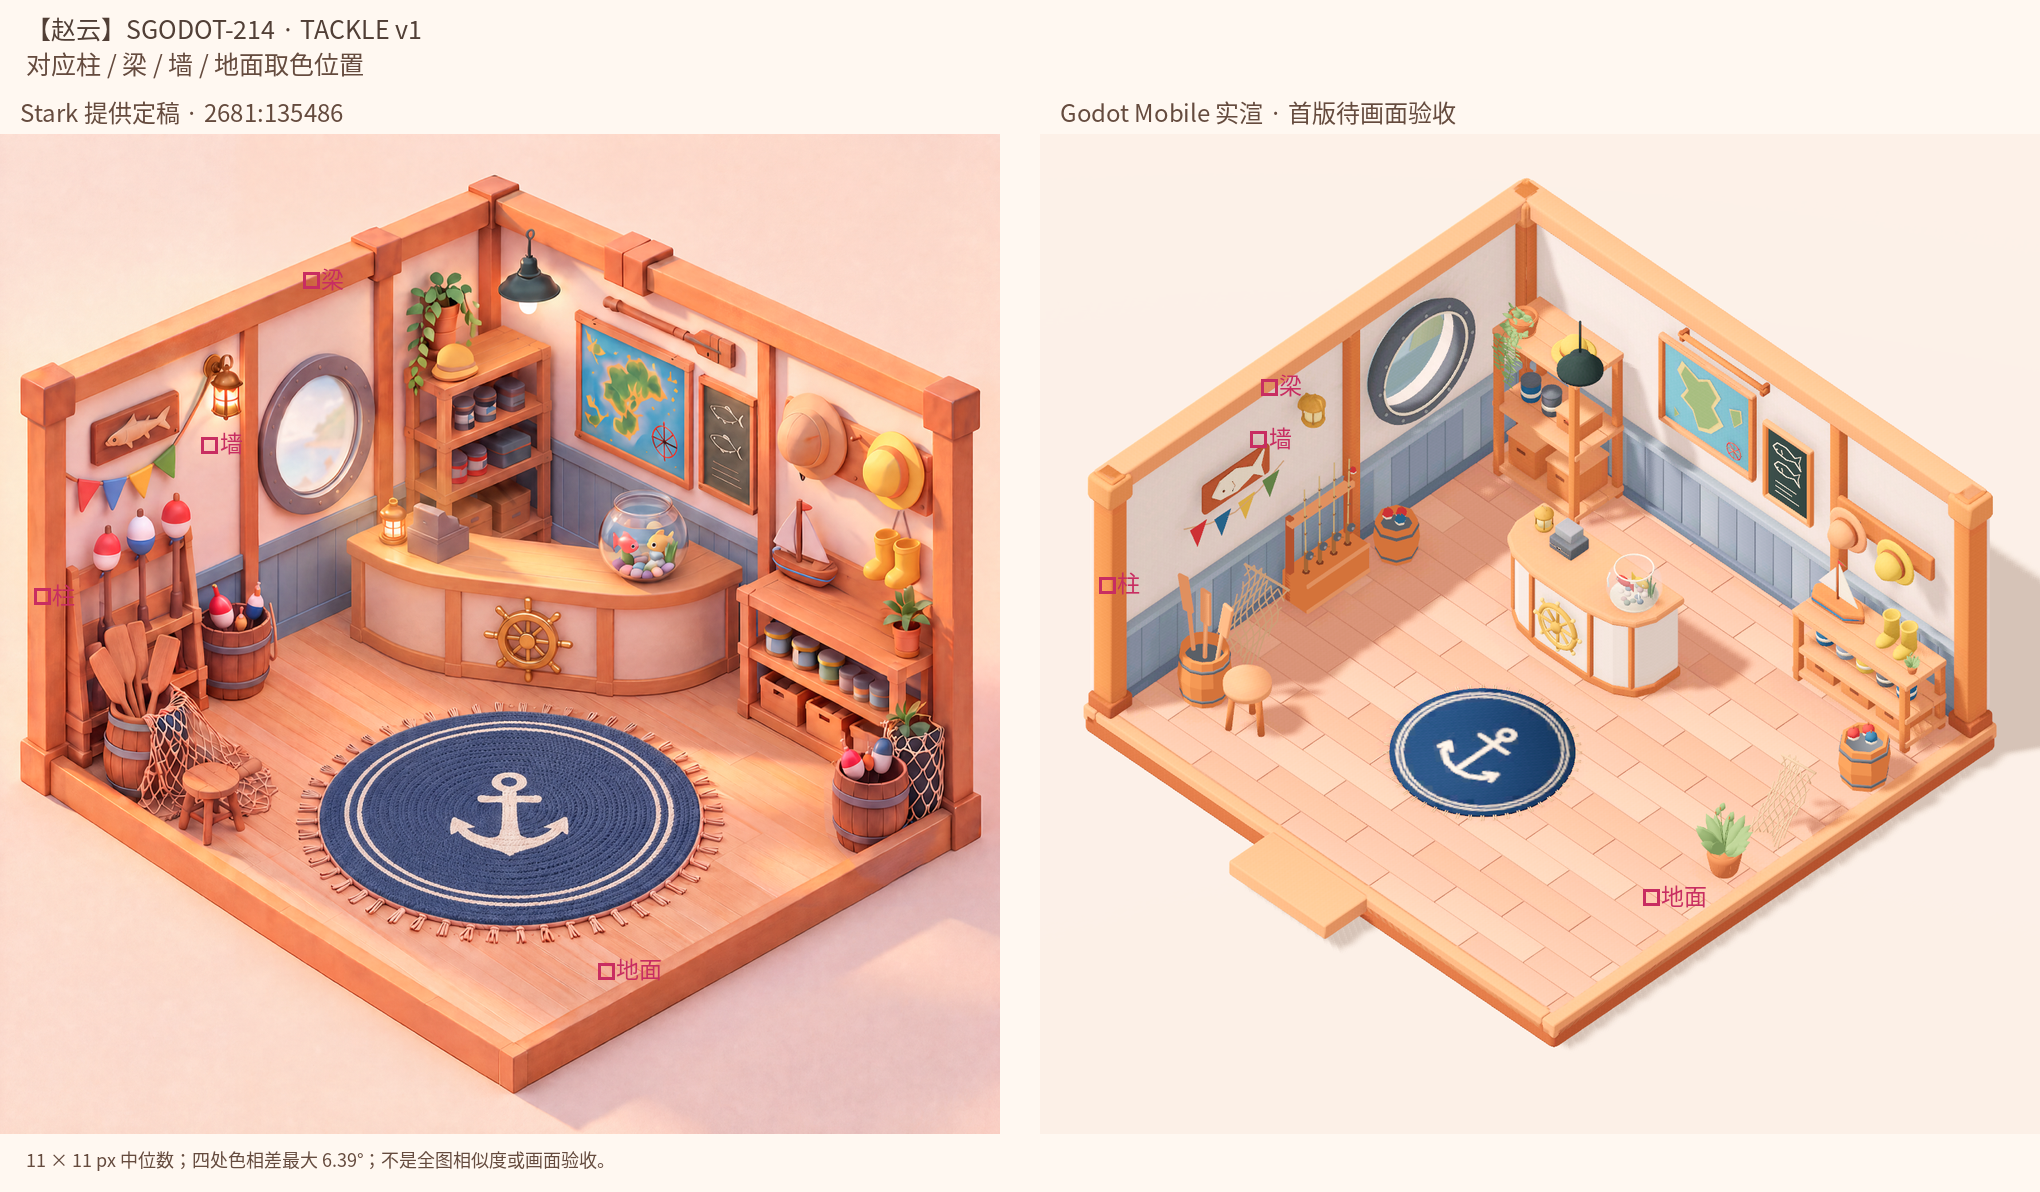 【赵云】SGODOT-214 · TACKLE v1
对应柱 / 梁 / 墙 / 地面取色位置
Stark 提供定稿 · 2681:135486
Godot Mobile 实渲 · 首版待画面验收
梁
墙
柱
地面
梁
墙
柱
地面
11 × 11 px 中位数；四处色相差最大 6.39°；不是全图相似度或画面验收。